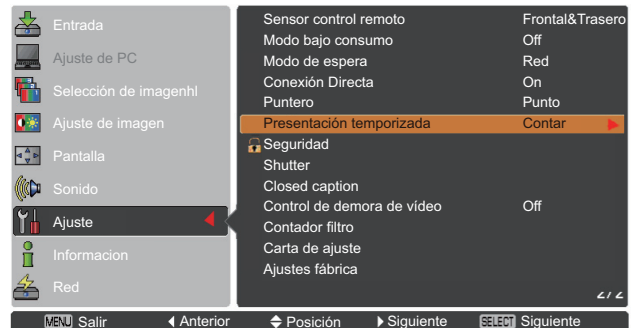 Entrada
Ajuste de PC
Selección de imagenhl
Ajuste de imagen
Pantalla
Sonido
Ajuste
Informacion
Red
Sensor control remoto Frontal&Trasero
Modo bajo consumo Off
Modo de espera Red
Conexión Directa On
Puntero Punto
Presentación temporizada Contar
Seguridad
Shutter
Closed caption
Control de demora de vídeo Off
Contador filtro
Carta de ajuste
Ajustes fábrica
2/2
MENU Salir Anterior Posición Siguiente SELECT Siguiente